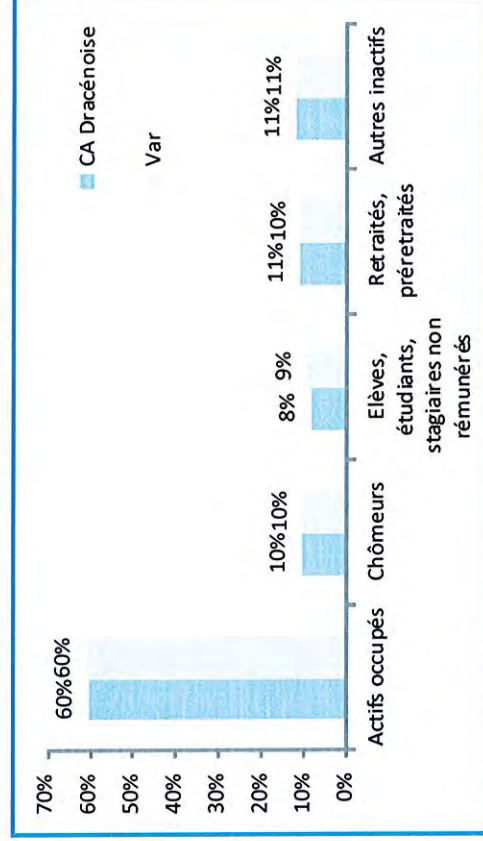 70%
60%
50%
40%
30%
20%
10%
0%
60%60%
10%10%
8% 9%
11%10%
11%11%
CA Dracénoise
Var
Actifs occupés
Chômeurs
Elèves,
étudiants,
stagiaires non
rémunérés
Retraités,
préretraités
Autres inactifs